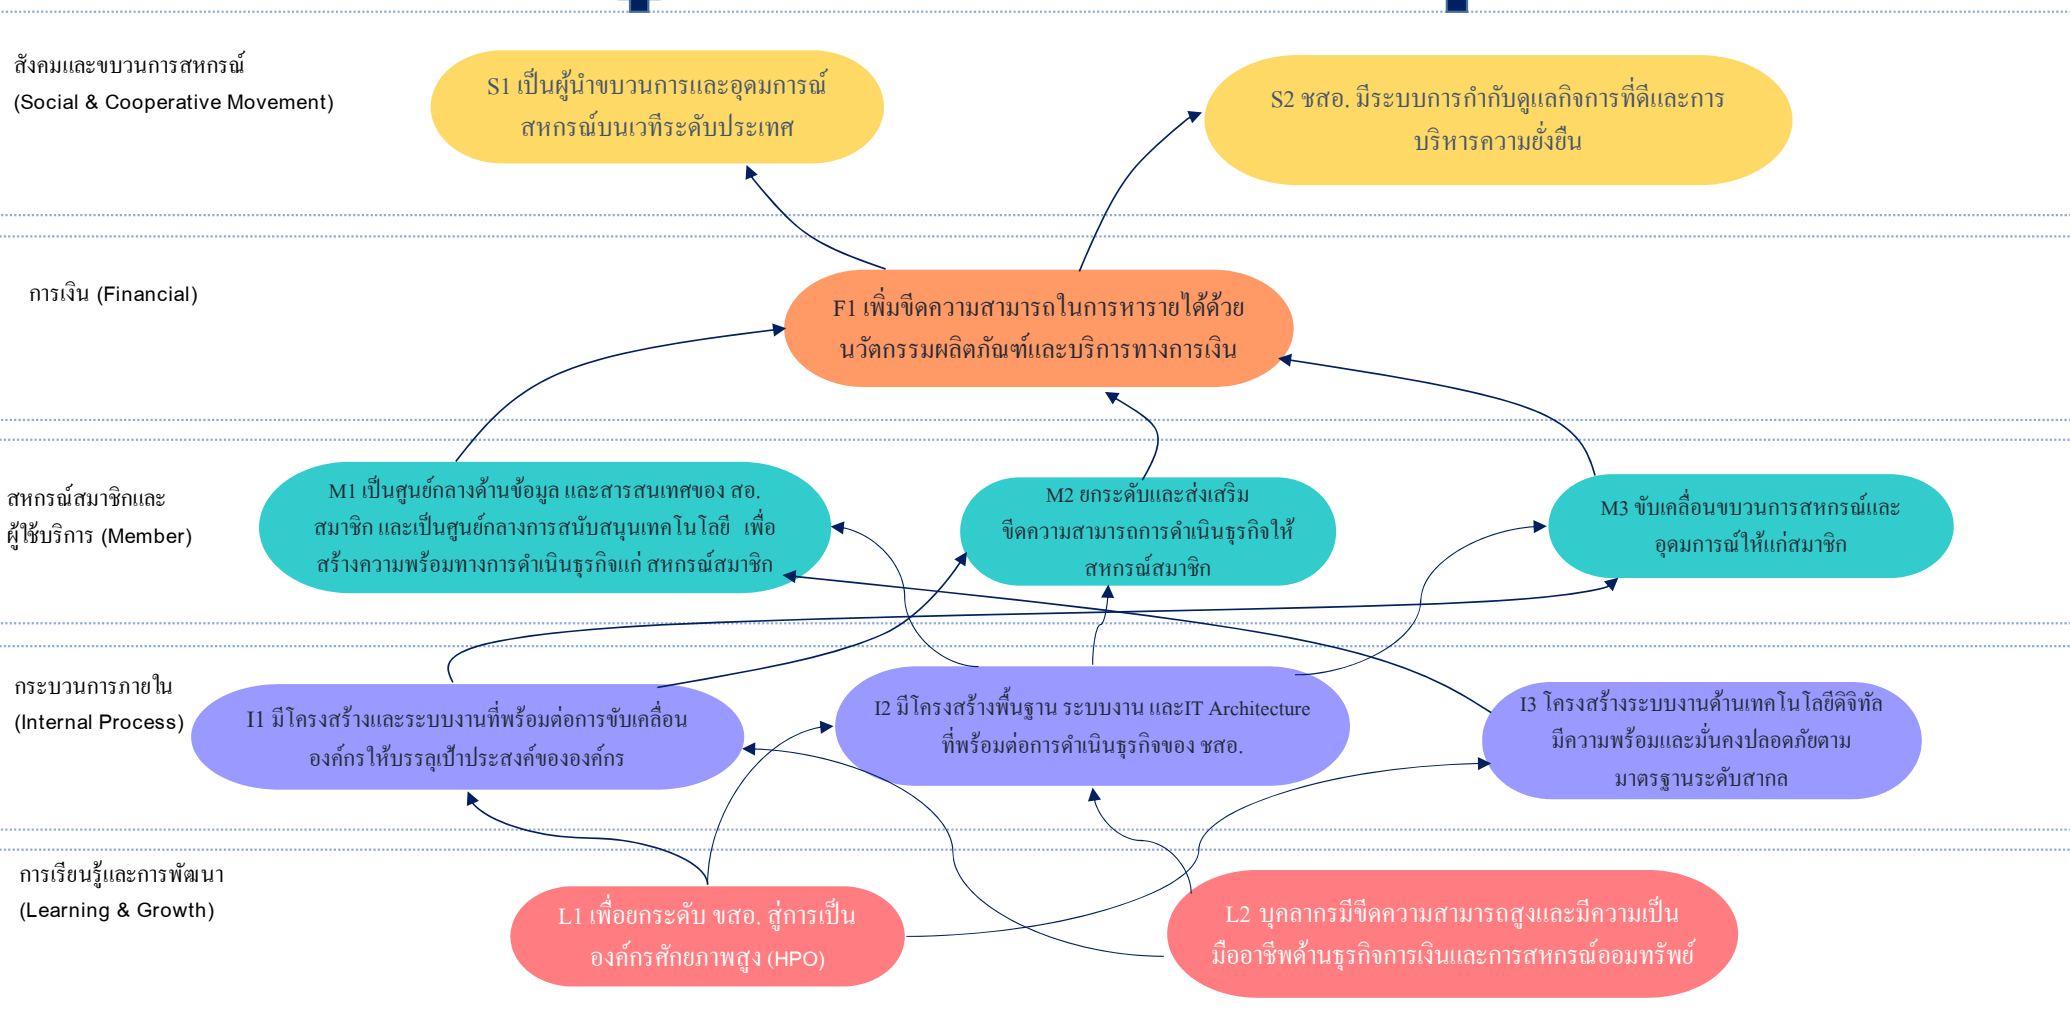 สังคมและขบวนการสหกรณ์
(Social & Cooperative Movement)
S1 เป็นผู้นำขบวนการและอุดมการณ์
สหกรณ์บนเวทีระดับประเทศ
S2 ชสอ. มีระบบการกำกับดูแลกิจการที่ดีและการ
บริหารความยั่งยืน
การเงิน (Financial)
F1 เพิ่มขีดความสามารถในการหารายได้ด้วย
นวัตกรรมผลิตภัณฑ์และบริการทางการเงิน
สหกรณ์สมาชิกและ
ผู้ใช้บริการ (Member)
M1 เป็นศูนย์กลางด้านข้อมูล และสารสนเทศของ สอ.
สมาชิก และเป็นศูนย์กลางการสนับสนุนเทคโนโลยี เพื่อ
สร้างความพร้อมทางการดำเนินธุรกิจแก่ สหกรณ์สมาชิก
M2 ยกระดับและส่งเสริม
ขีดความสามารถการดำเนินธุรกิจให้
สหกรณ์สมาชิก
M3 ขับเคลื่อนขบวนการสหกรณ์และ
อุดมการณ์ให้แก่สมาชิก
กระบวนการภายใน
(Internal Process)
I1 มีโครงสร้างและระบบงานที่พร้อมต่อการขับเคลื่อน
องค์กรให้บรรลุเป้าประสงค์ขององค์กร
I2 มีโครงสร้างพื้นฐาน ระบบงาน และIT Architecture
ที่พร้อมต่อการดำเนินธุรกิจของ ชสอ.
I3 โครงสร้างระบบงานด้านเทคโนโลยีดิจิทัล
มีความพร้อมและมั่นคงปลอดภัยตาม
มาตรฐานระดับสากล
การเรียนรู้และการพัฒนา
(Learning & Growth)
L1 เพื่อยกระดับ ขสอ. สู่การเป็น
องค์กรศักยภาพสูง (HPO)
L2 บุคลากรมีขีดความสามารถสูงและมีความเป็น
มืออาชีพด้านธุรกิจการเงินและการสหกรณ์ออมทรัพย์